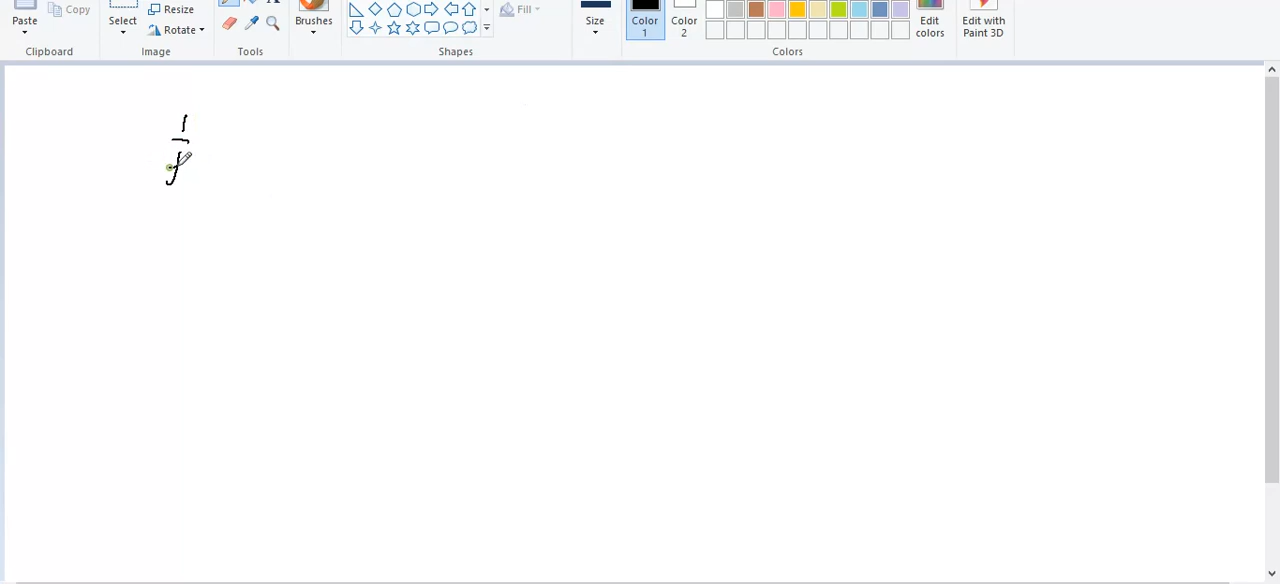 Paste
Copy
Select
Resize
Rotate
A
Brushes
Fill
Size
Color
1
Color
2
Edit
colors
Edit with
Paint 3D
Clipboard
Image
Tools
Shapes
Colors
1